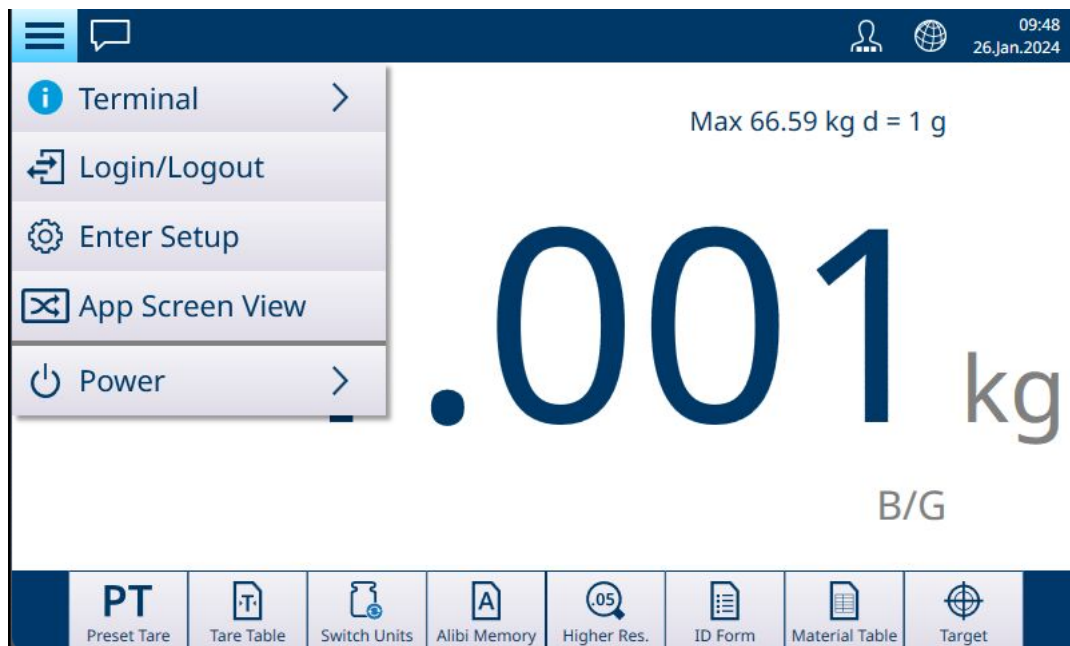 09:48
26.Jan.2024
Terminal
Login/Logout
Enter Setup
App Screen View
Power
Max 66.59 kg d = 1 g
.001 kg
B/G
PT
Preset Tare
T
Tare Table
Switch Units
A
Alibi Memory
.05
Higher Res.
ID Form
Material Table
Target